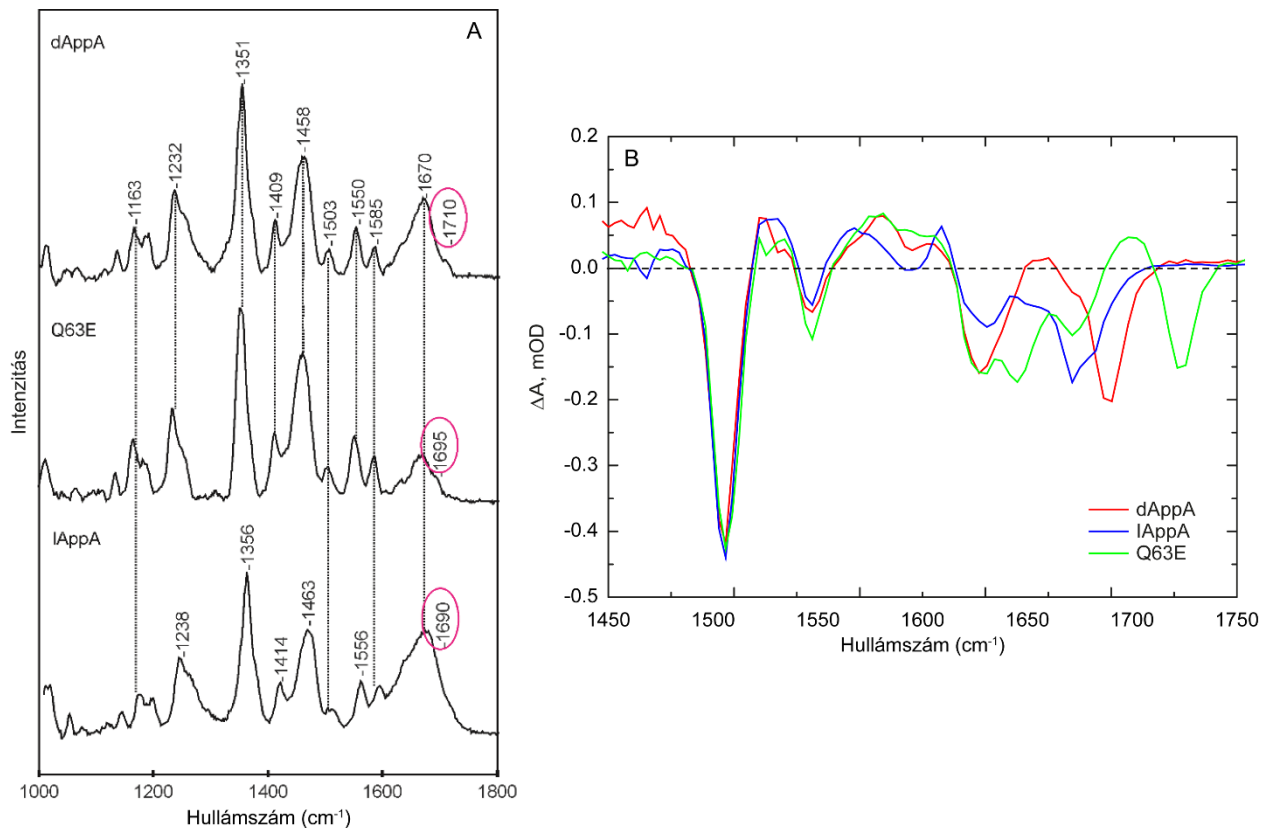 A
dAppA
-1163
-1232
-1351
-1409
-1458
-1503
-1550
-1585
-1670
-1710
Q63E
-1695
lAppA
-1238
-1356
-1414
-1463
-1556
-1690
Intenzitás
1000 1200 1400 1600 1800
Hullámszám (cm⁻¹)
B
0.2
0.1
0.0
-0.1
-0.2
-0.3
-0.4
-0.5
ΔA, mOD
dAppA
lAppA
Q63E
1450 1500 1550 1600 1650 1700 1750
Hullámszám (cm⁻¹)